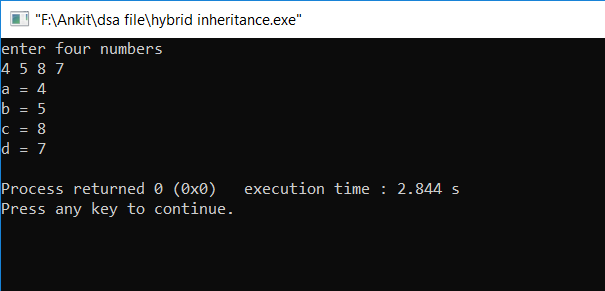 "F:\Ankit\dsa file\hybrid inheritance.exe"
enter four numbers
4 5 8 7
a = 4
b = 5
c = 8
d = 7
Process returned 0 (0x0)   execution time : 2.844 s
Press any key to continue.